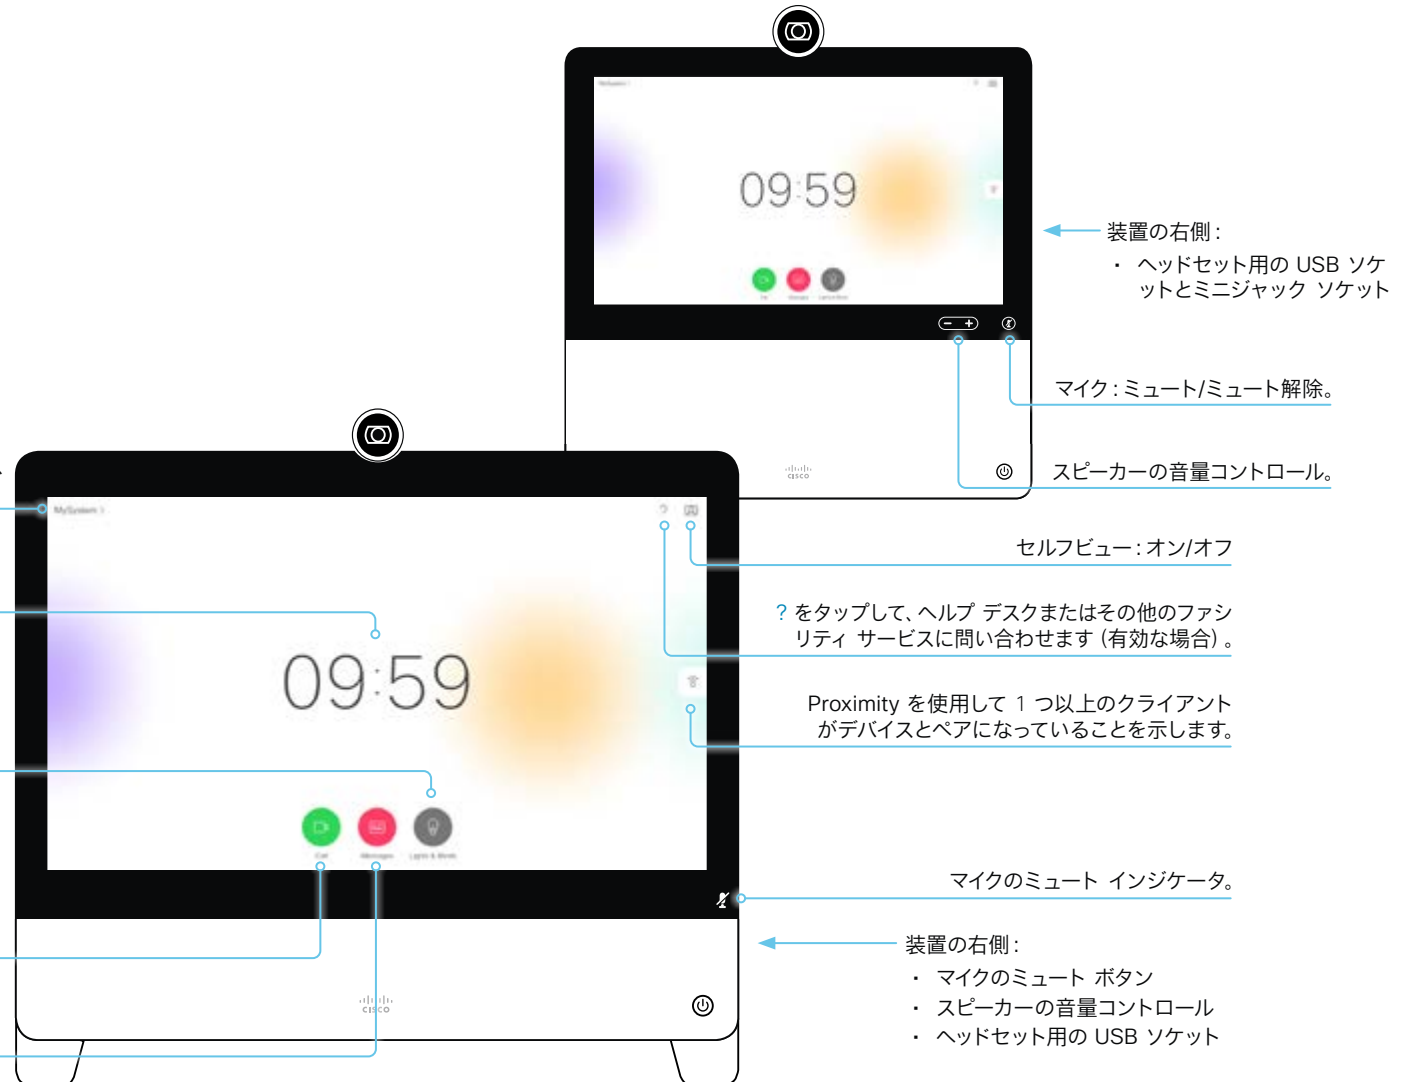 09:59
装置の右側：
・ ヘッドセット用の USB ソケ
ットとミニジャック ソケット
マイク：ミュート/ミュート解除。
cisco
スピーカーの音量コントロール。
MySystem >
?
セルフビュー：オン/オフ
? をタップして、ヘルプ デスクまたはその他のファシ
リティ サービスに問い合わせます（有効な場合）。
09:59
Proximity を使用して 1 つ以上のクライアント
がデバイスとペアになっていることを示します。
Call Messages Lights & Blinds
マイクのミュート インジケータ。
装置の右側：
・ マイクのミュート ボタン
・ スピーカーの音量コントロール
・ ヘッドセット用の USB ソケット
cisco